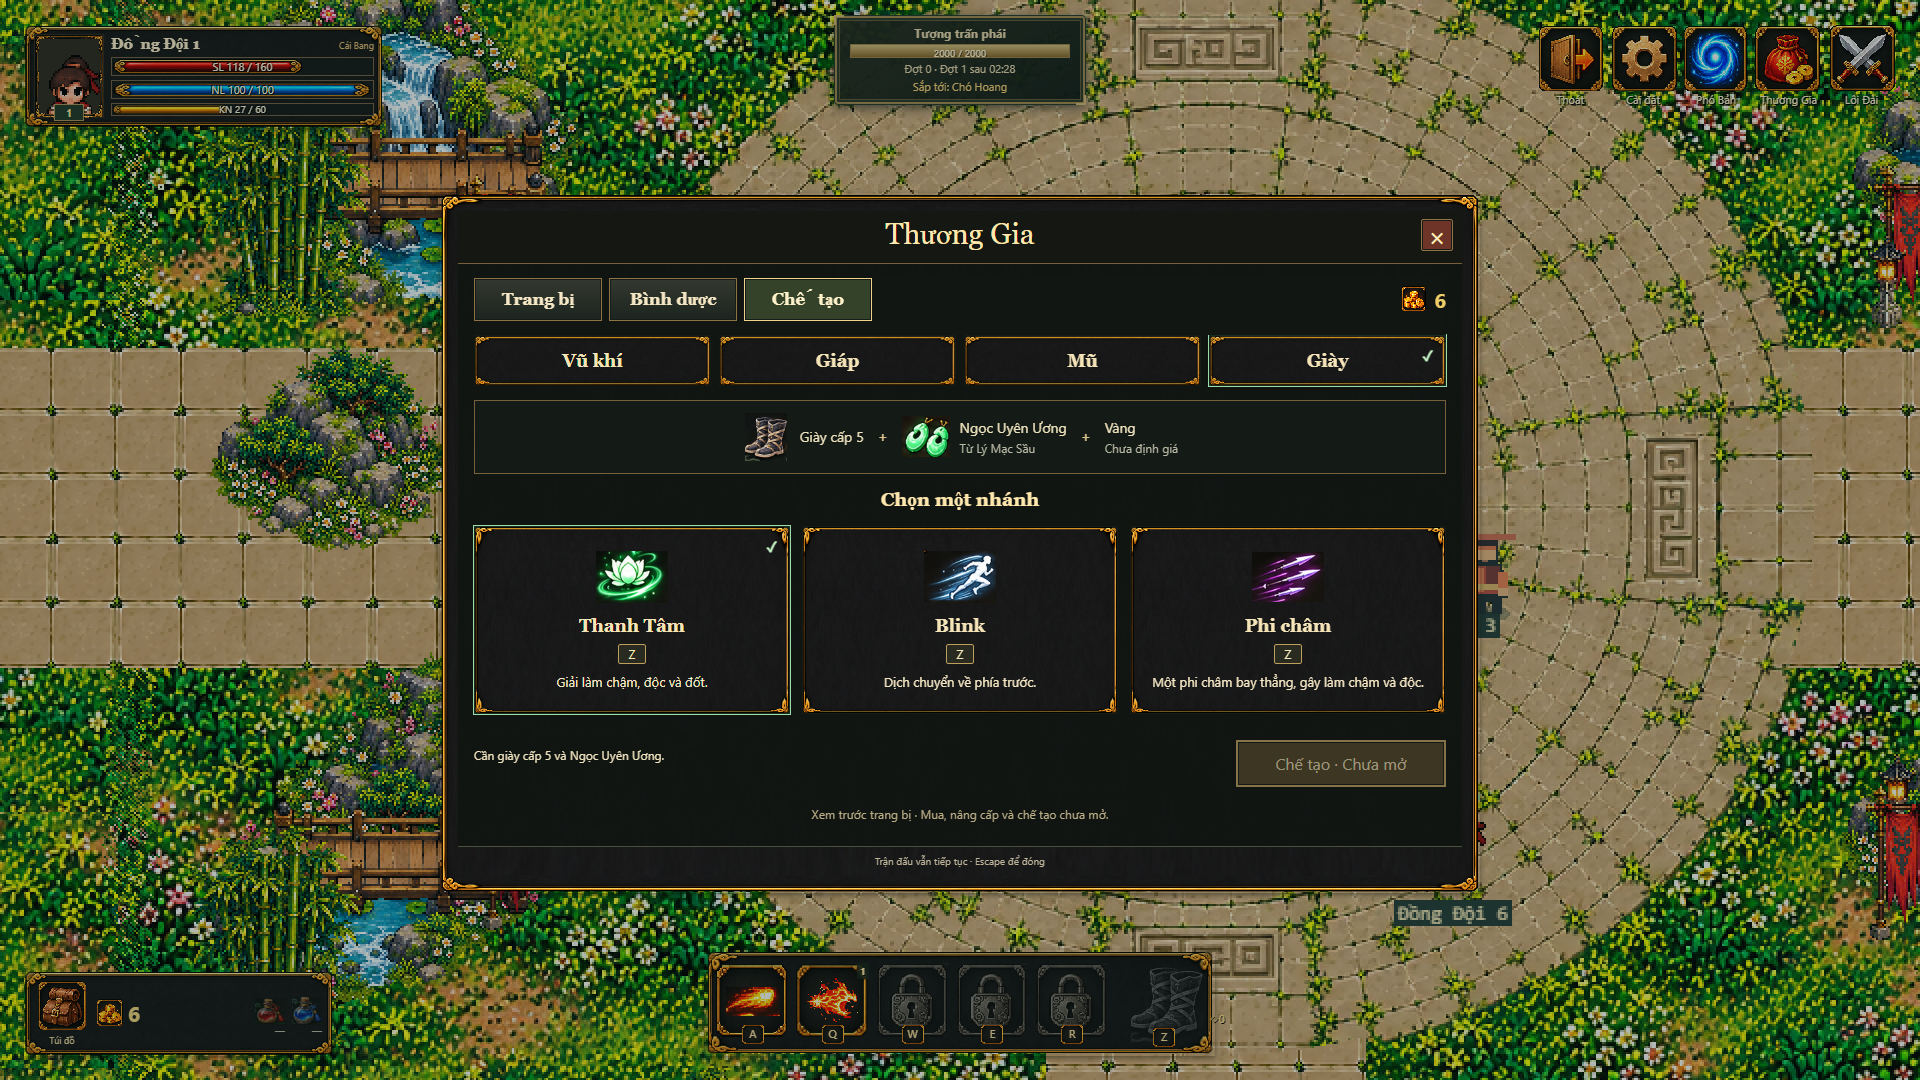 Đồng Đội 1
Cái Bang
SL 118 / 160
NL 100 / 100
KN 27 / 60
1
Tượng trấn phái
2000 / 2000
Đợt 0 · Đợt 1 sau 02:28
Sắp tới: Chó Hoang
Thoát
Cài đặt
Phó Bản
Thương Gia
Lôi Đài
Thương Gia
×
Trang bị
Bình dược
Chế tạo
6
Vũ khí
Giáp
Mũ
Giày
Giày cấp 5
+
Ngọc Uyên Ương
Từ Lý Mạc Sầu
+
Vàng
Chưa định giá
Chọn một nhánh
Thanh Tâm
Z
Giải làm chậm, độc và đốt.
Blink
Z
Dịch chuyển về phía trước.
Phi châm
Z
Một phi châm bay thẳng, gây làm chậm và độc.
Cần giày cấp 5 và Ngọc Uyên Ương.
Chế tạo · Chưa mở
Xem trước trang bị · Mua, nâng cấp và chế tạo chưa mở.
Trận đấu vẫn tiếp tục · Escape để đóng
3
Đồng Đội 6
6
Túi đồ
A
1
Q
W
E
R
Z